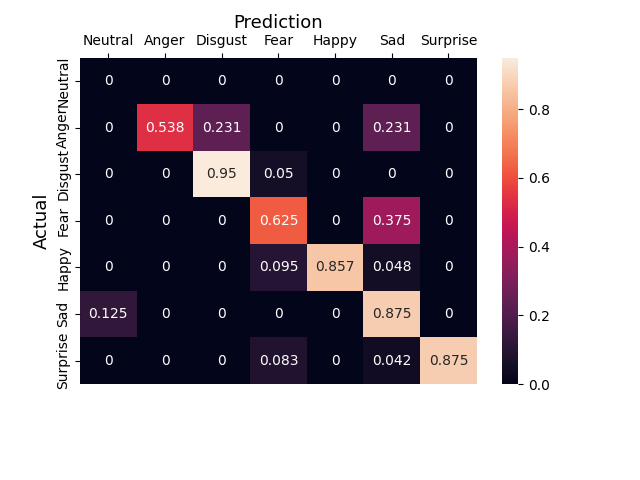 Prediction
Neutral Anger Disgust Fear Happy Sad Surprise
Actual
Neutral 0 0 0 0 0 0 0
Anger 0 0.538 0.231 0 0 0.231 0
Disgust 0 0 0.95 0.05 0 0 0
Fear 0 0 0 0.625 0 0.375 0
Happy 0 0 0 0.095 0.857 0.048 0
Sad 0.125 0 0 0 0 0.875 0
Surprise 0 0 0 0.083 0 0.042 0.875
0.8
0.6
0.4
0.2
0.0